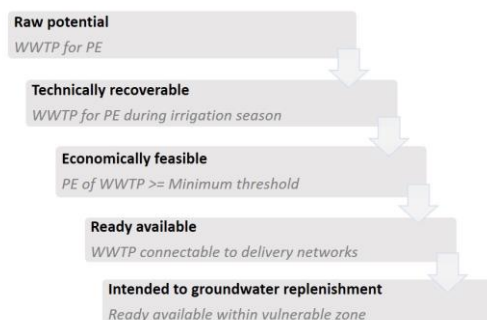 Raw potential
WWTP for PE
Technically recoverable
WWTP for PE during irrigation season
Economically feasible
PE of WWTP >= Minimum threshold
Ready available
WWTP connectable to delivery networks
Intended to groundwater replenishment
Ready available within vulnerable zone